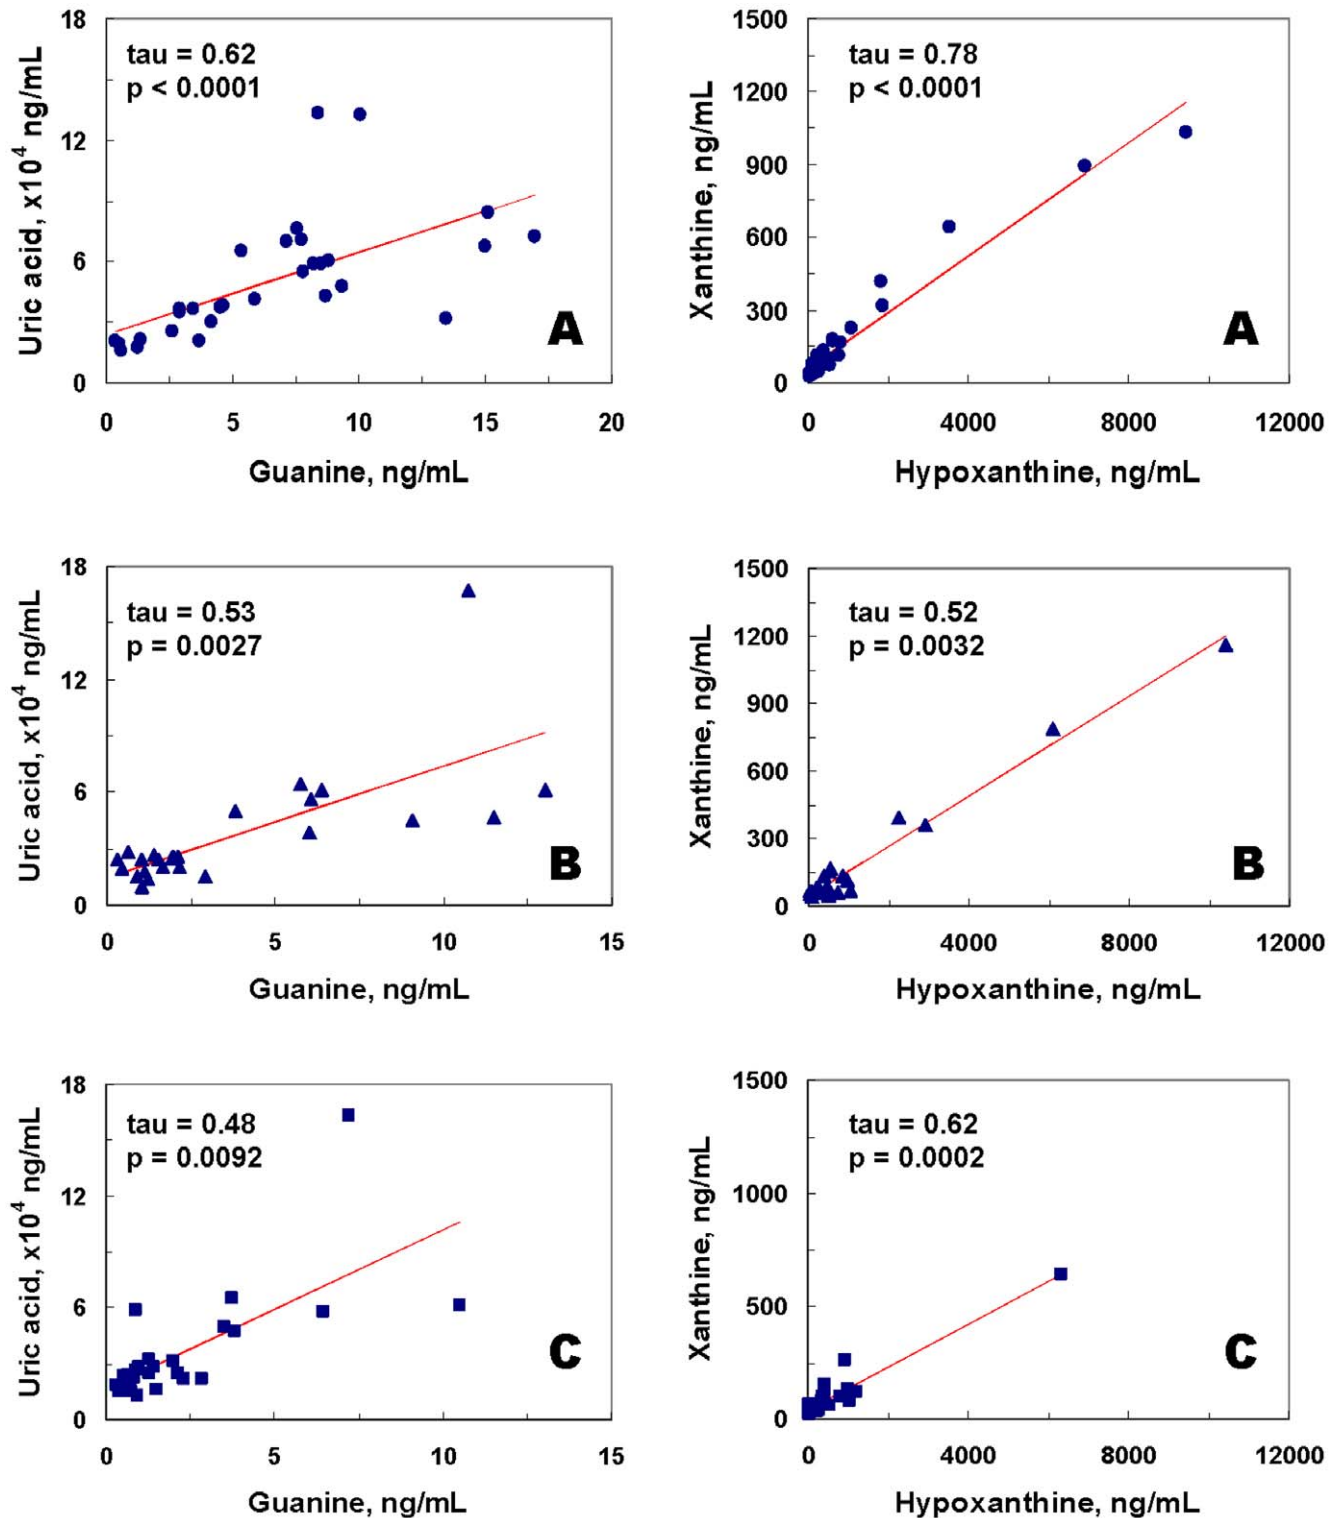 18
12
6
0
Uric acid, x10⁴ ng/mL
tau = 0.62
p < 0.0001
A
0 5 10 15 20
Guanine, ng/mL
1500
1200
900
600
300
0
Xanthine, ng/mL
tau = 0.78
p < 0.0001
A
0 4000 8000 12000
Hypoxanthine, ng/mL
18
12
6
0
Uric acid, x10⁴ ng/mL
tau = 0.53
p = 0.0027
B
0 5 10 15
Guanine, ng/mL
1500
1200
900
600
300
0
Xanthine, ng/mL
tau = 0.52
p = 0.0032
B
0 4000 8000 12000
Hypoxanthine, ng/mL
18
12
6
0
Uric acid, x10⁴ ng/mL
tau = 0.48
p = 0.0092
C
0 5 10 15
Guanine, ng/mL
1500
1000
500
0
Xanthine, ng/mL
tau = 0.62
p = 0.0002
C
0 4000 8000 12000
Hypoxanthine, ng/mL